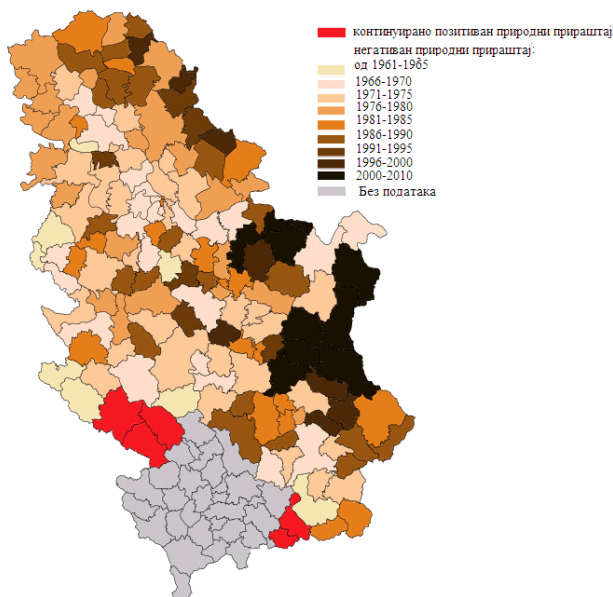 континуирано позитиван природни прираштај
негативан природни прираштај:
од 1961-1965
1966-1970
1971-1975
1976-1980
1981-1985
1986-1990
1991-1995
1996-2000
2000-2010
Без података